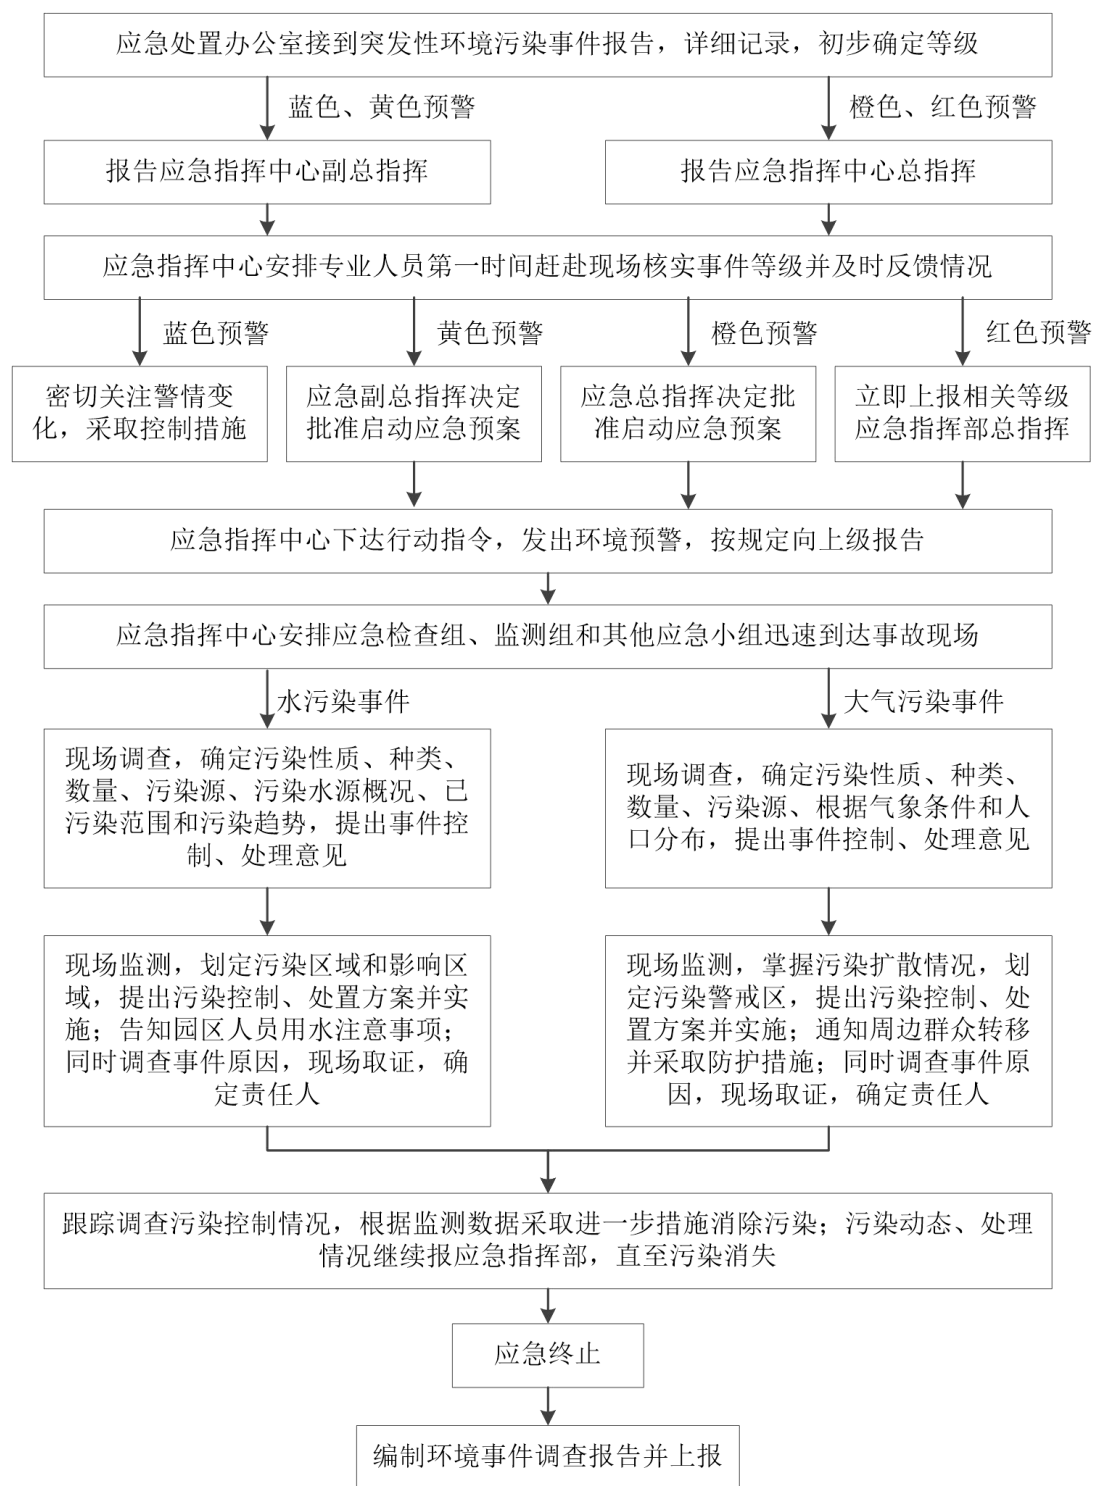 应急处置办公室接到突发性环境污染事件报告，详细记录，初步确定等级
蓝色、黄色预警
橙色、红色预警
报告应急指挥中心副总指挥
报告应急指挥中心总指挥
应急指挥中心安排专业人员第一时间赶赴现场核实事件等级并及时反馈情况
蓝色预警
黄色预警
橙色预警
红色预警
密切关注警情变
化，采取控制措施
应急副总指挥决定
批准启动应急预案
应急总指挥决定批
准启动应急预案
立即上报相关等级
应急指挥部总指挥
应急指挥中心下达行动指令，发出环境预警，按规定向上级报告
应急指挥中心安排应急检查组、监测组和其他应急小组迅速到达事故现场
水污染事件
大气污染事件
现场调查，确定污染性质、种类、
数量、污染源、污染水源概况、已
污染范围和污染趋势，提出事件控
制、处理意见
现场调查，确定污染性质、种类、
数量、污染源、根据气象条件和人
口分布，提出事件控制、处理意见
现场监测，划定污染区域和影响区
域，提出污染控制、处置方案并实
施；告知园区人员用水注意事项；
同时调查事件原因，现场取证，确
定责任人
现场监测，掌握污染扩散情况，划
定污染警戒区，提出污染控制、处
置方案并实施；通知周边群众转移
并采取防护措施；同时调查事件原
因，现场取证，确定责任人
跟踪调查污染控制情况，根据监测数据采取进一步措施消除污染；污染动态、处理
情况继续报应急指挥部，直至污染消失
应急终止
编制环境事件调查报告并上报